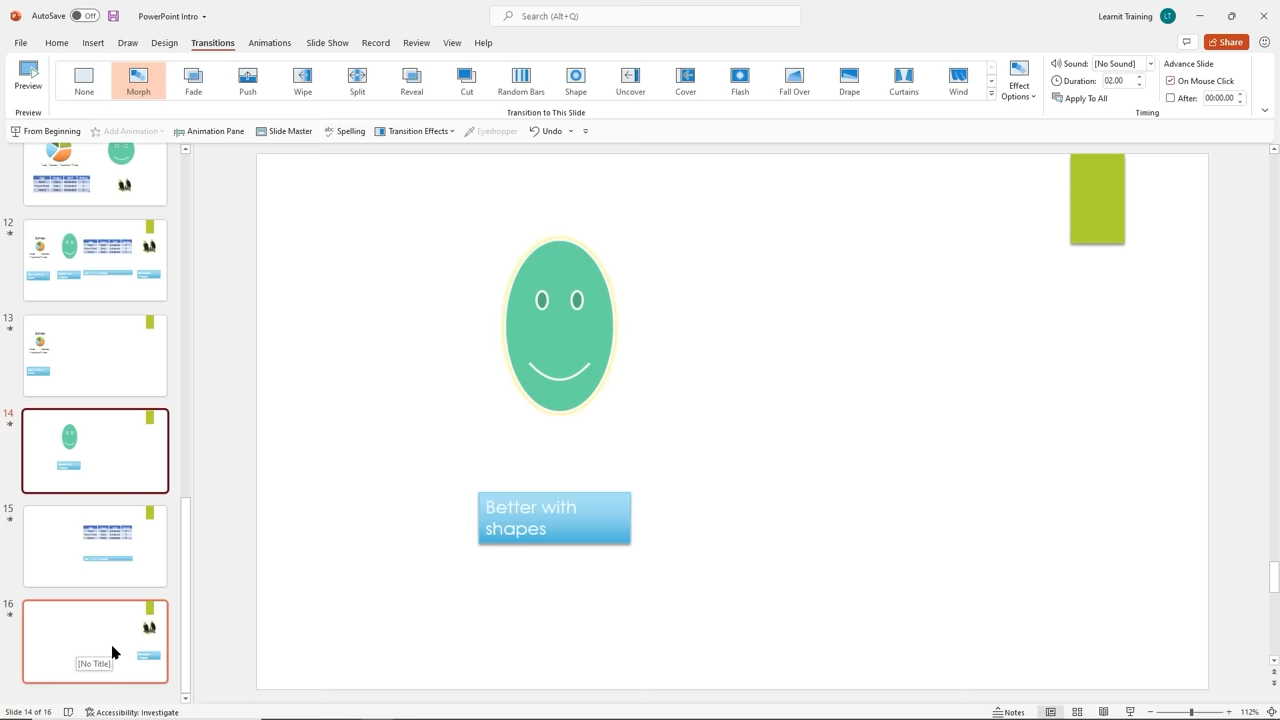 AutoSave Off PowerPoint Intro Search (Alt+Q) Learnit Training LT
File Home Insert Draw Design Transitions Animations Slide Show Record Review View Help Share
Preview None Morph Fade Push Wipe Split Reveal Cut Random Bars Shape Uncover Cover Flash Fall Over Drape Curtains Wind Effect Options
Sound: [No Sound] Advance Slide
Duration: 02.00 On Mouse Click
Apply To All After: 00:00.00
Preview Transition to This Slide Timing
From Beginning Add Animation Animation Pane Slide Master Spelling Transition Effects Eyedropper Undo
12
13
14
15
16
[No Title]
Better with
shapes
Slide 14 of 16 Accessibility: Investigate Notes 112%